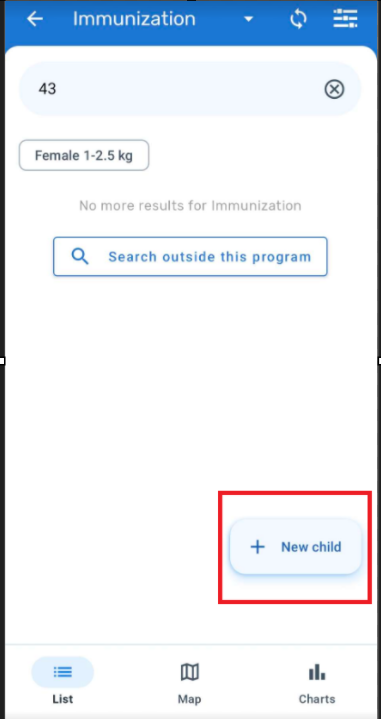 Immunization
43
Female 1-2.5 kg
No more results for Immunization
Search outside this program
New child
List
Map
Charts